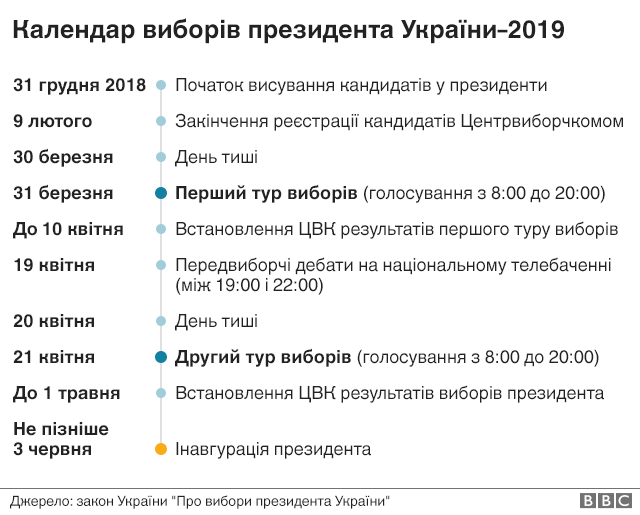 Календар виборів президента України-2019
31 грудня 2018 Початок висування кандидатів у президенти
9 лютого Закінчення реєстрації кандидатів Центрвиборчкомом
30 березня День тиші
31 березня Перший тур виборів (голосування з 8:00 до 20:00)
До 10 квітня Встановлення ЦВК результатів першого туру виборів
19 квітня Передвиборчі дебати на національному телебаченні
(між 19:00 і 22:00)
20 квітня День тиші
21 квітня Другий тур виборів (голосування з 8:00 до 20:00)
До 1 травня Встановлення ЦВК результатів виборів президента
Не пізніше
3 червня Інавгурація президента
Джерело: закон України "Про вибори президента України"
BBC